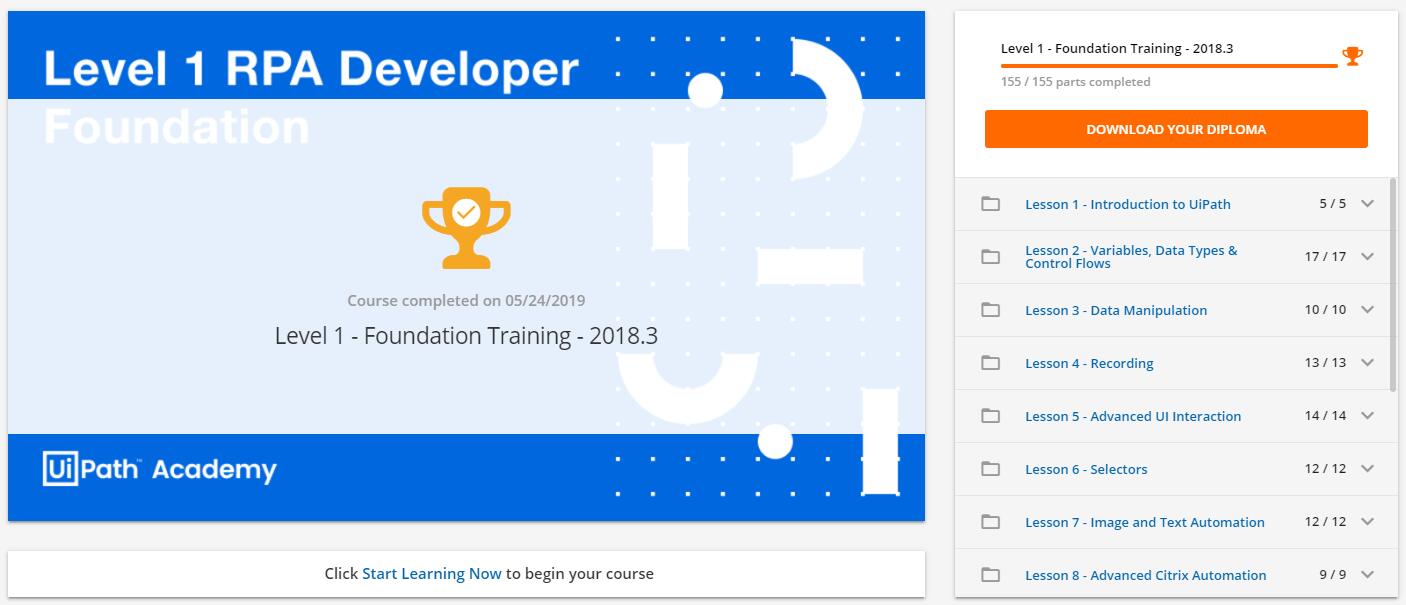 Level 1 RPA Developer
Foundation
Course completed on 05/24/2019
Level 1 - Foundation Training - 2018.3
UiPath™ Academy
Click Start Learning Now to begin your course
Level 1 - Foundation Training - 2018.3
155 / 155 parts completed
DOWNLOAD YOUR DIPLOMA
Lesson 1 - Introduction to UiPath 5 / 5
Lesson 2 - Variables, Data Types &
Control Flows 17 / 17
Lesson 3 - Data Manipulation 10 / 10
Lesson 4 - Recording 13 / 13
Lesson 5 - Advanced UI Interaction 14 / 14
Lesson 6 - Selectors 12 / 12
Lesson 7 - Image and Text Automation 12 / 12
Lesson 8 - Advanced Citrix Automation 9 / 9